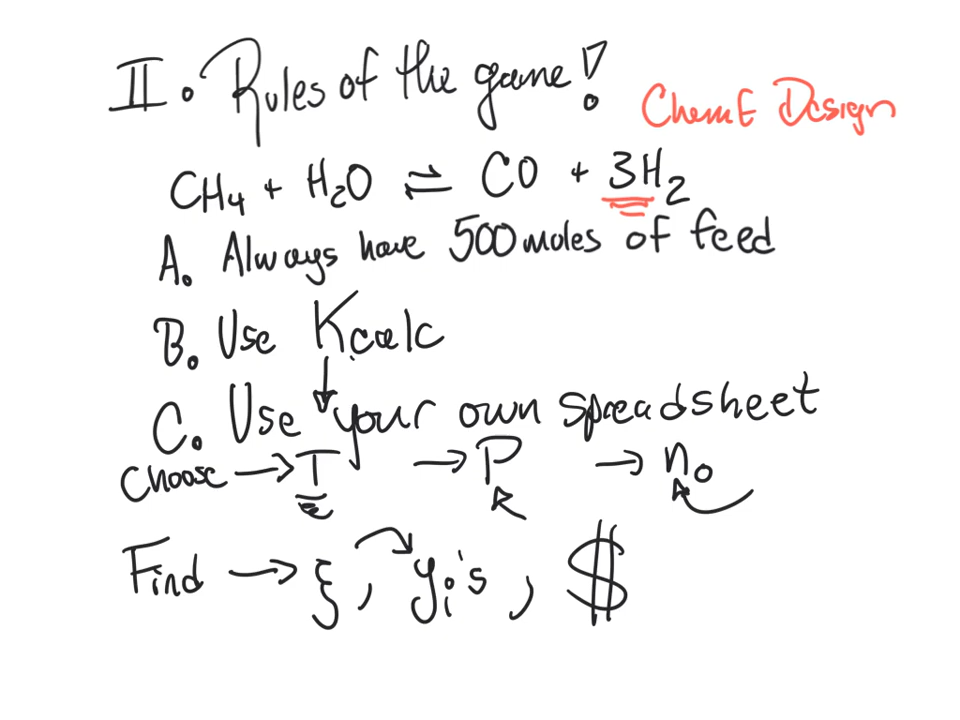 II. Rules of the game!
ChemE Design
CH4 + H2O ⇌ CO + 3H2
A. Always have 500 moles of feed
B. Use Kcalc
C. Use your own spreadsheet
Choose → T → P → no
Find → ξ, yi's, $